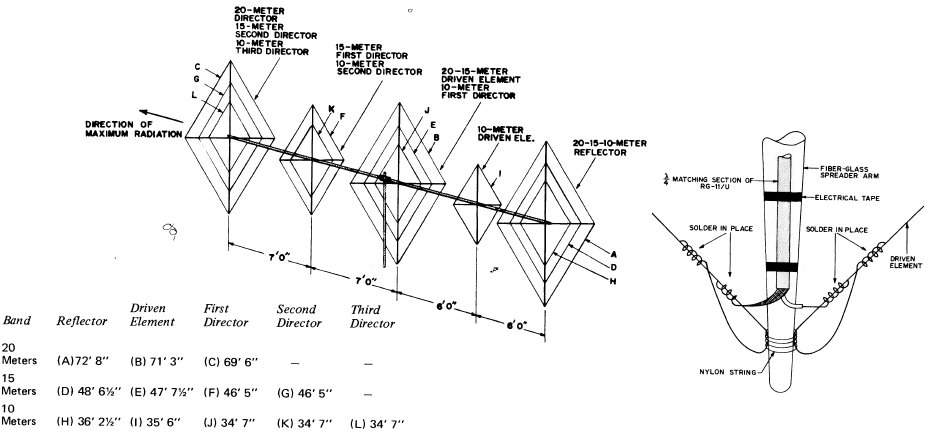 20-METER
DIRECTOR
15-METER
SECOND DIRECTOR
10-METER
THIRD DIRECTOR
15-METER
FIRST DIRECTOR
10-METER
SECOND DIRECTOR
20-15-METER
DRIVEN ELEMENT
10-METER
FIRST DIRECTOR
10-METER
DRIVEN ELE.
20-15-10-METER
REFLECTOR
C
G
L
K
F
J
E
B
I
A
D
H
DIRECTION OF
MAXIMUM RADIATION
7'0"
7'0"
6'0"
6'0"
¾ MATCHING SECTION OF
RG-11/U
FIBER-GLASS
SPREADER ARM
ELECTRICAL TAPE
SOLDER IN PLACE
SOLDER IN PLACE
DRIVEN
ELEMENT
NYLON STRING
Band Reflector Driven Element First Director Second Director Third Director
20
Meters (A)72' 8" (B) 71' 3" (C) 69' 6" – –
15
Meters (D) 48' 6½" (E) 47' 7½" (F) 46' 5" (G) 46' 5" –
10
Meters (H) 36' 2½" (I) 35' 6" (J) 34' 7" (K) 34' 7" (L) 34' 7"